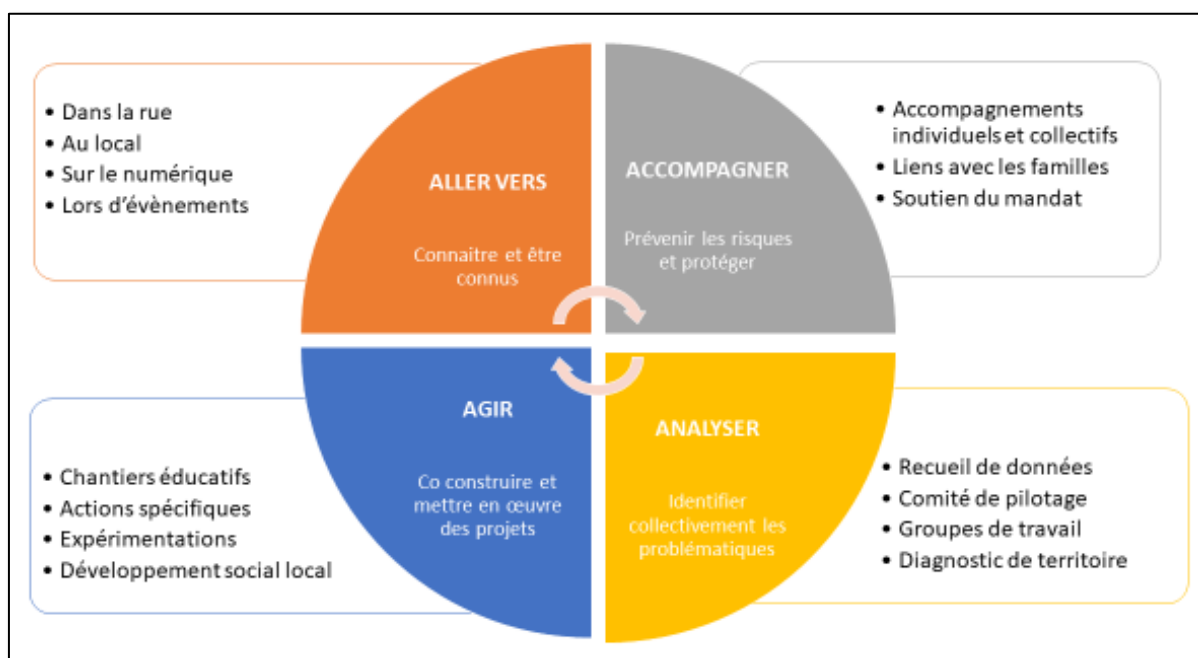 • Dans la rue
• Au local
• Sur le numérique
• Lors d'évènements
ALLER VERS
Connaitre et être
connus
ACCOMPAGNER
Prévenir les risques
et protéger
• Accompagnements
individuels et collectifs
• Liens avec les familles
• Soutien du mandat
• Chantiers éducatifs
• Actions spécifiques
• Expérimentations
• Développement social local
AGIR
Co construire et
mettre en œuvre
des projets
ANALYSER
Identifier
collectivement les
problématiques
• Recueil de données
• Comité de pilotage
• Groupes de travail
• Diagnostic de territoire